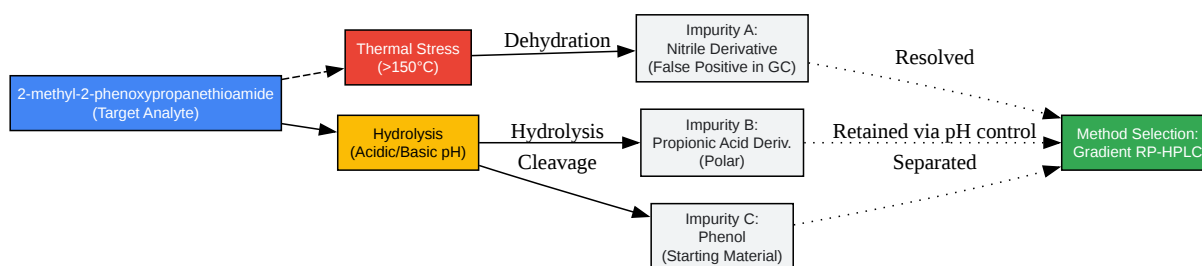 2-methyl-2-phenoxypropanethioamide
(Target Analyte)
Thermal Stress
(>150°C)
Dehydration
Impurity A:
Nitrile Derivative
(False Positive in GC)
Resolved
Hydrolysis
(Acidic/Basic pH)
Hydrolysis
Cleavage
Impurity B:
Propionic Acid Deriv.
(Polar)
Retained via pH control
Separated
Impurity C:
Phenol
(Starting Material)
Method Selection:
Gradient RP-HPLC